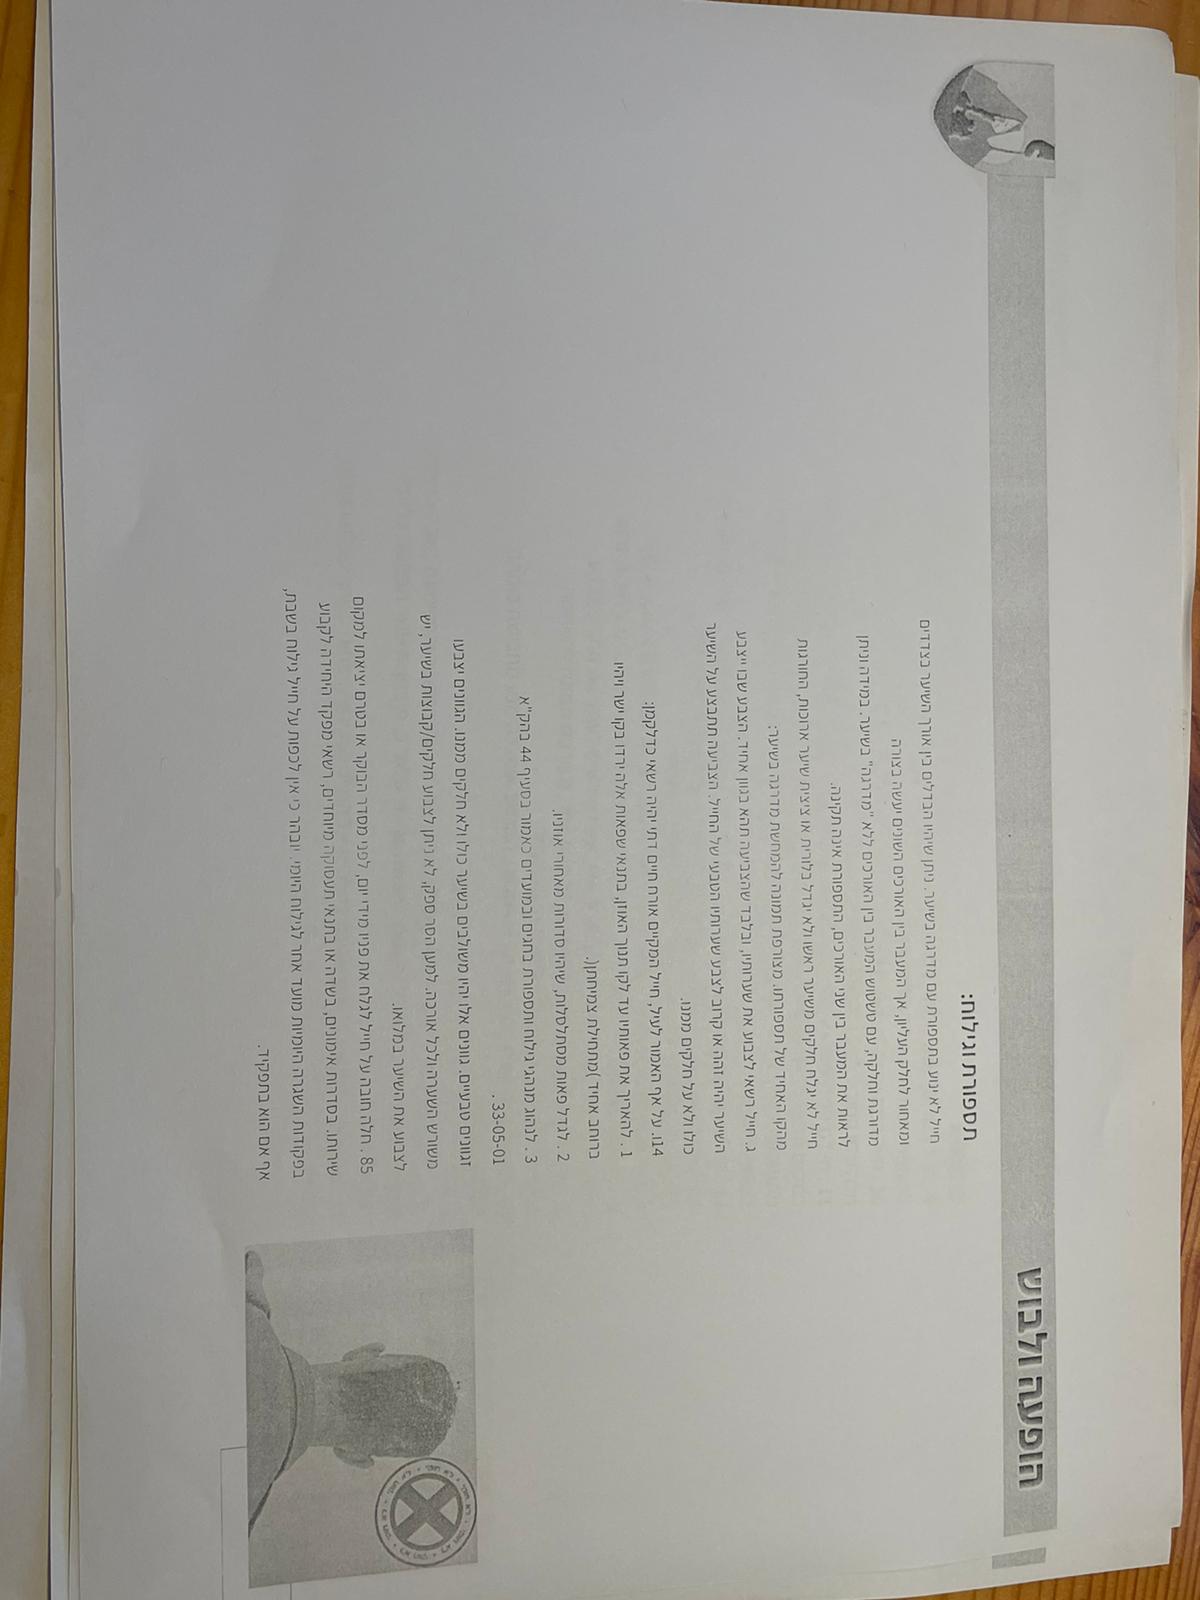 הופעה ולבוש
תספורת וגילוח:
חייל לא ינוע בתספורת עם מדרגה בשיער. ניתן שיהיו הבדלים בין אורך השיער בצדדים
ומאחור לחלק העליון, אך המעבר בין האורכים השונים יעשה בצורה
מדורגת וחלקה, עם טשטוש המעבר בין האורכים ללא "מדרגה" בשיער. במידה וניתן
לראות את המעבר בין שני האורכים, התספורת אינה תקינה.
חייל לא יגלח חלקים משיער ראשו ולא יגדל בלורית או ציצית שיער ארוכות, החורגות
מהקו האחיד של תספורתו. מצורפת תמונה להמחשת מדרגה בשיער:
ג. חייל רשאי לצבוע את שערותיו, ובלבד שהצביעה תהא בגוון אחיד. הצבע שבו ייצבע
השיער יהיה זהה או קרוב לצבע שערותיו הטבעי של החייל. הצביעה תתבצע על השיער
כולו ולא על חלקים ממנו.
14ו. על אף האמור לעיל, חייל המקיים אורח חיים דתי יהיה רשאי כדלקמן:
1 . להאריך את פאותיו עד לקו תנוך האוזן, בתנאי שפאות אלה ירדו בקו ישר ויהיו
ברוחב אחיד )מתחילת צמיחתן(.
2 . לגדל פאות מסתלסלות, שיהיו סדורות מאחורי אוזניו.
3 . לנהוג מנהגי גילוח ותספורת בחגים ובמועדים כאמור בסעיף 44 בהק"א
33-05-01 .
זגוונים טבעיים. גוונים אלו יהיו משולבים בשיער כולו ולא חלקים ממנו. הגוונים יצבעו
משורש השערה ולכל אורכה. למען הסר ספק, לא ניתן לצבוע חלקים/קבוצות בשיער, יש
לצבוע את השיער במלואו.
85 . חלה חובה על חייל לגלח את פניו מידי יום, לפני מסדר הבוקר או בטרם יציאתו למקום
שירותו. בסדרות אימונים, בשדה או בתנאי תעסוקה מיוחדים, רשאי מפקד היחידה לקבוע
בפקודות השגרה היומיות מועד אחר לגילוח היומי. יובהר כי אין לכפות על חייל גילוח בשבת,
אף אם הוא בתפקיד.